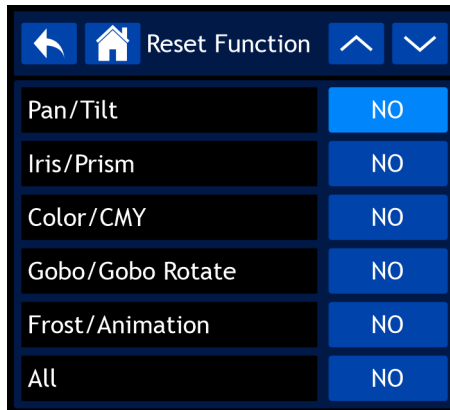 Reset Function
Pan/Tilt NO
Iris/Prism NO
Color/CMY NO
Gobo/Gobo Rotate NO
Frost/Animation NO
All NO